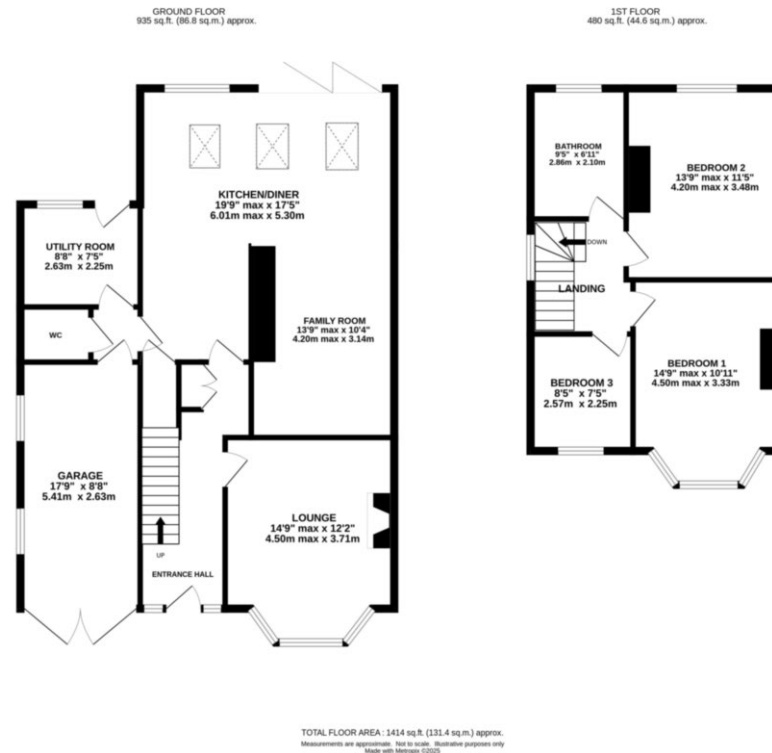 GROUND FLOOR
935 sq.ft. (86.8 sq.m.) approx.
1ST FLOOR
480 sq.ft. (44.6 sq.m.) approx.
KITCHEN/DINER
19'9" max x 17'5"
6.01m max x 5.30m
UTILITY ROOM
8'8" x 7'5"
2.63m x 2.25m
WC
FAMILY ROOM
13'9" max x 10'4"
4.20m max x 3.14m
GARAGE
17'9" x 8'8"
5.41m x 2.63m
LOUNGE
14'9" max x 12'2"
4.50m max x 3.71m
UP
ENTRANCE HALL
BATHROOM
9'5" x 6'11"
2.86m x 2.10m
BEDROOM 2
13'9" max x 11'5"
4.20m max x 3.48m
DOWN
LANDING
BEDROOM 1
14'9" max x 10'11"
4.50m max x 3.33m
BEDROOM 3
8'5" x 7'5"
2.57m x 2.25m
TOTAL FLOOR AREA : 1414 sq.ft. (131.4 sq.m.) approx.
Measurements are approximate. Not to scale. Illustrative purposes only
Made with Metropix ©2025